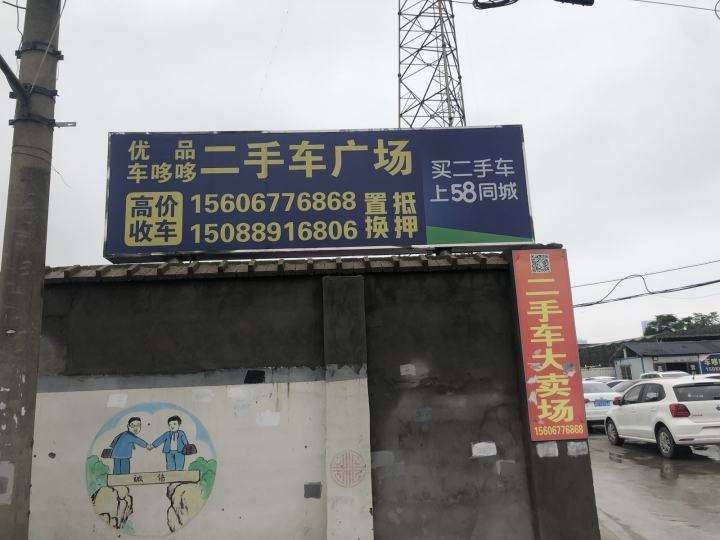 优品
车哆哆
二手车广场
高价
收车
15606776868
15088916806
置换
抵押
买二手车
上58同城
二手车大卖场
15606776868
誠信